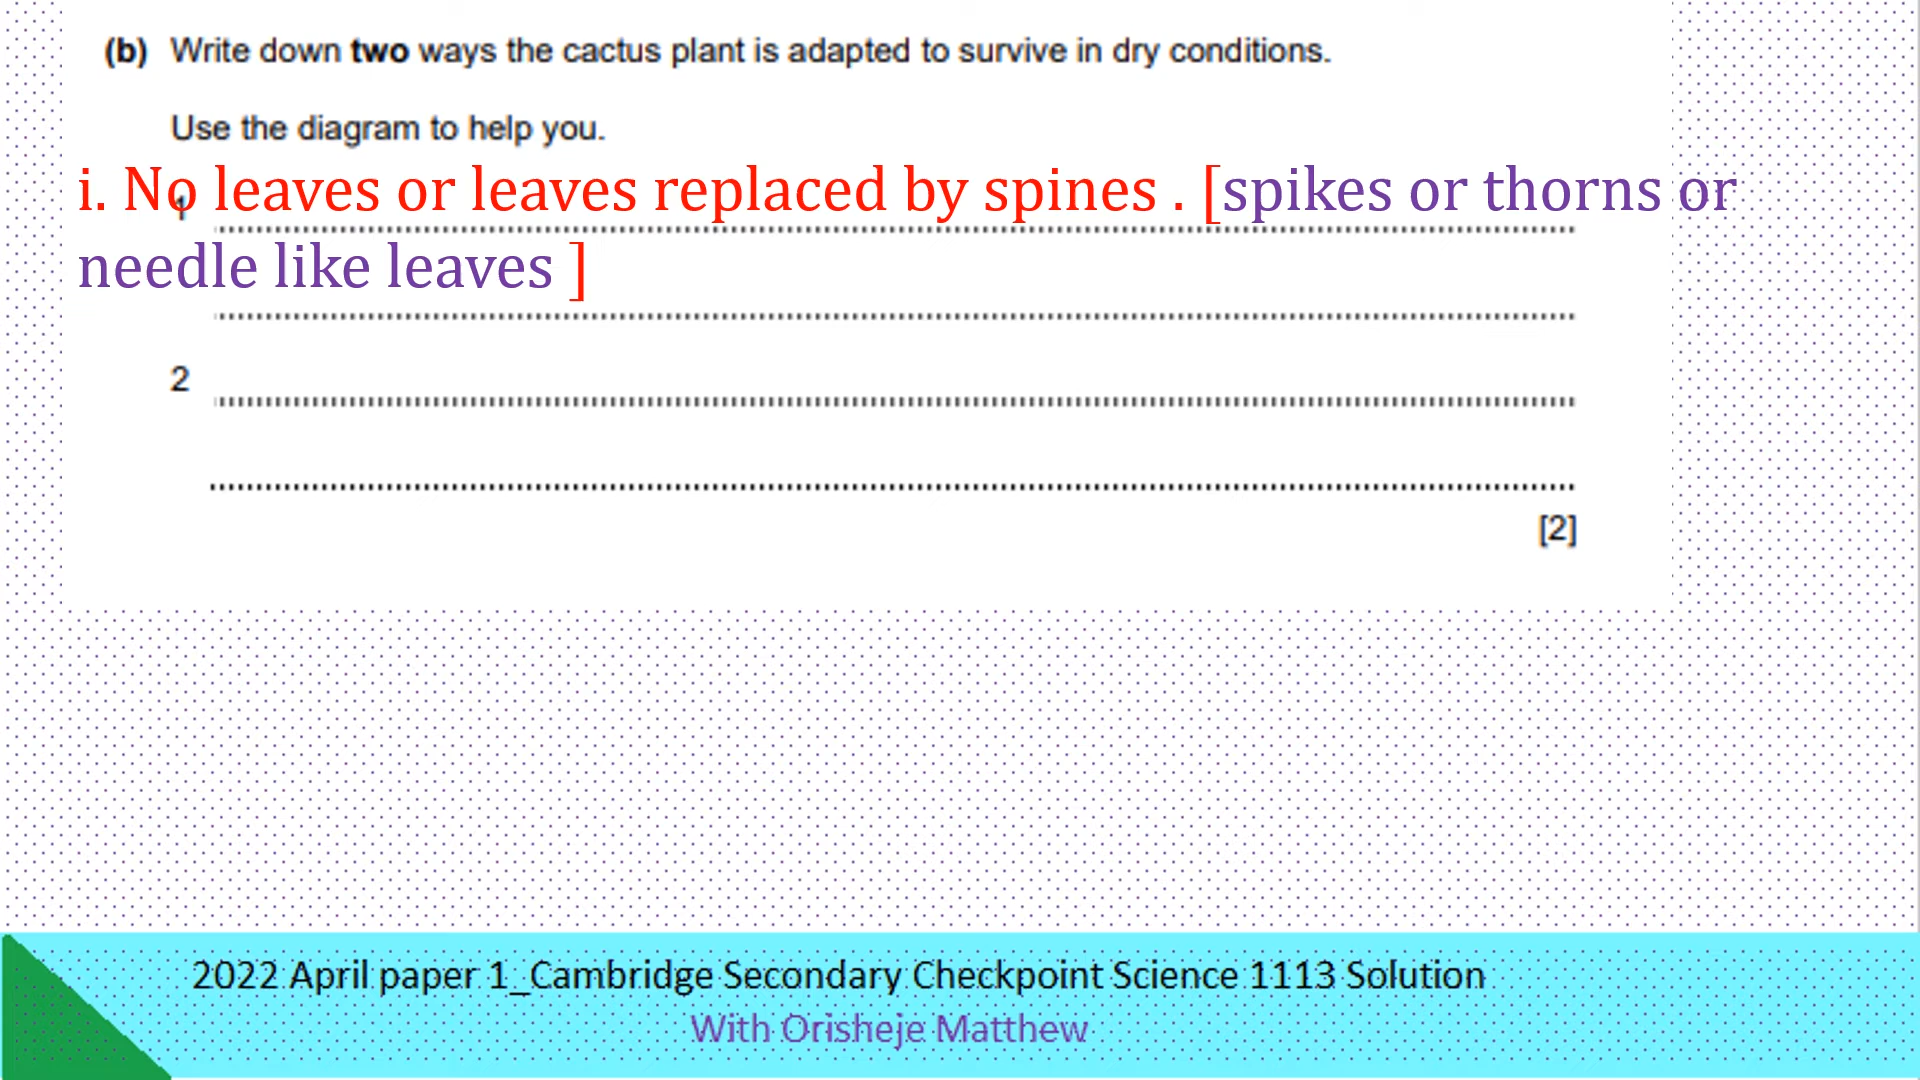 (b) Write down two ways the cactus plant is adapted to survive in dry conditions.
Use the diagram to help you.
i. No leaves or leaves replaced by spines . [spikes or thorns or
1
needle like leaves ]
2
[2]
2022 April paper 1_Cambridge Secondary Checkpoint Science 1113 Solution
With Orisheje Matthew